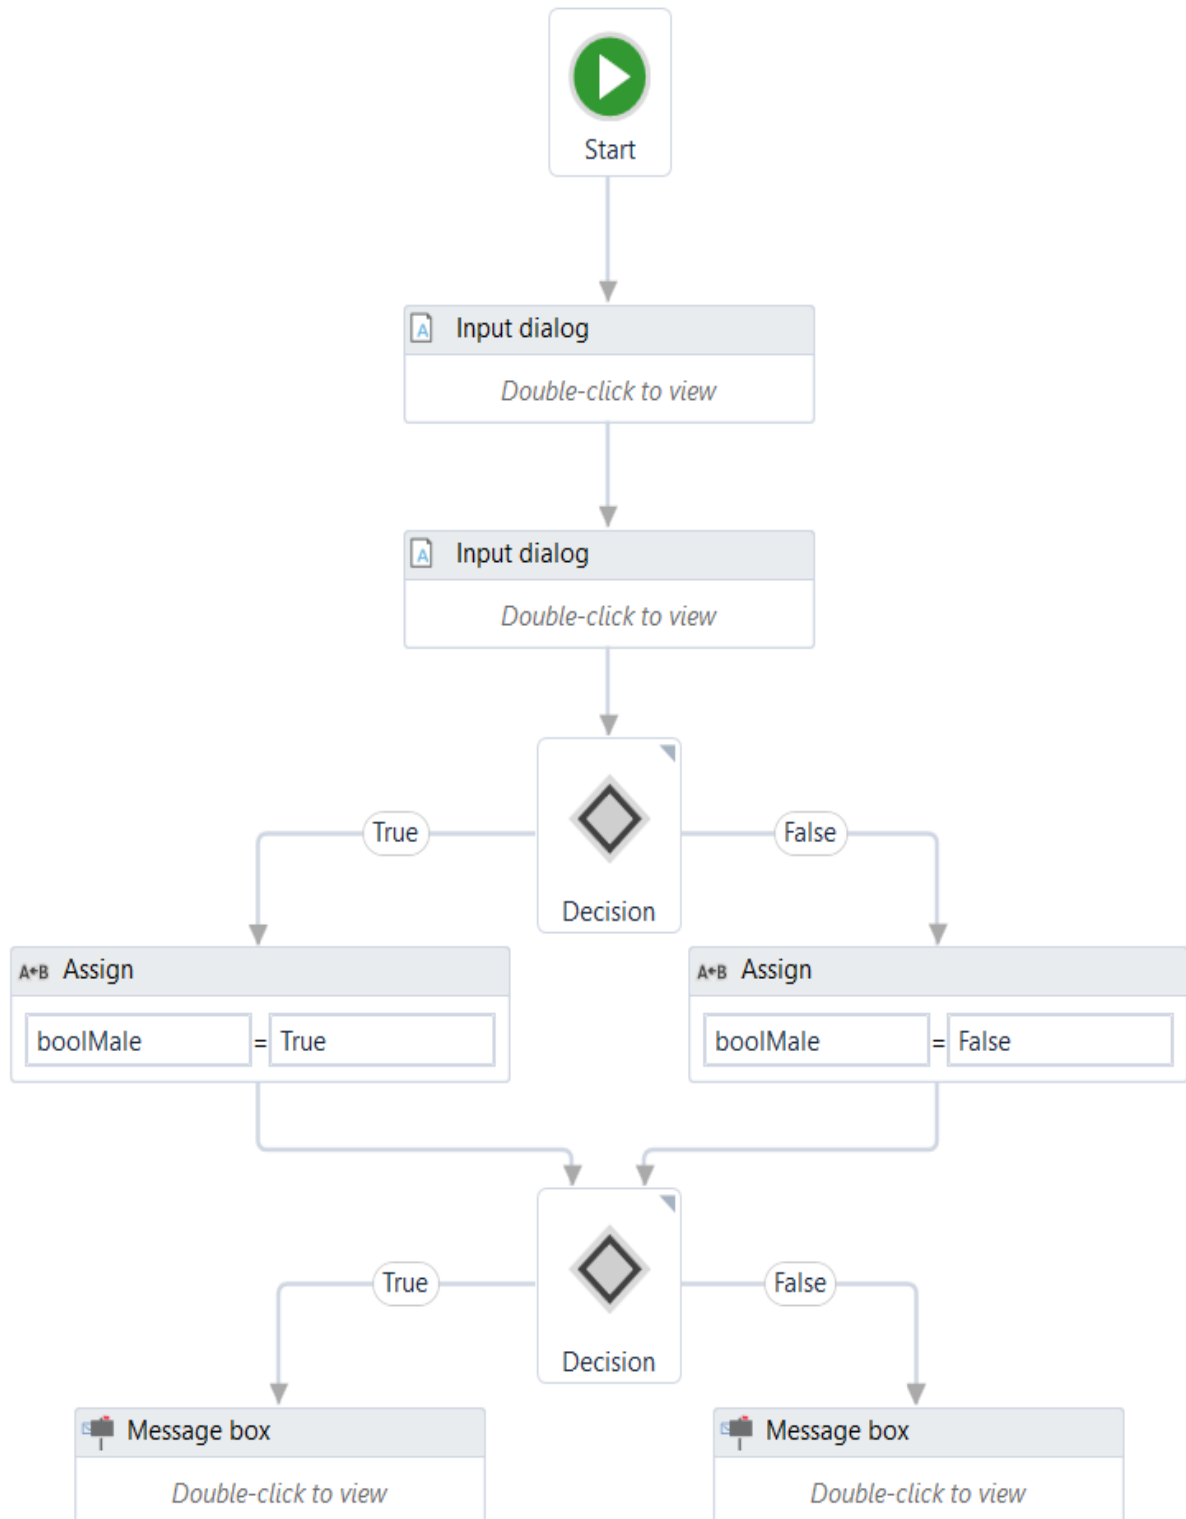 Start
Input dialog
Double-click to view
Input dialog
Double-click to view
True
False
Decision
A B Assign
boolMale = True
A B Assign
boolMale = False
True
False
Decision
Message box
Double-click to view
Message box
Double-click to view